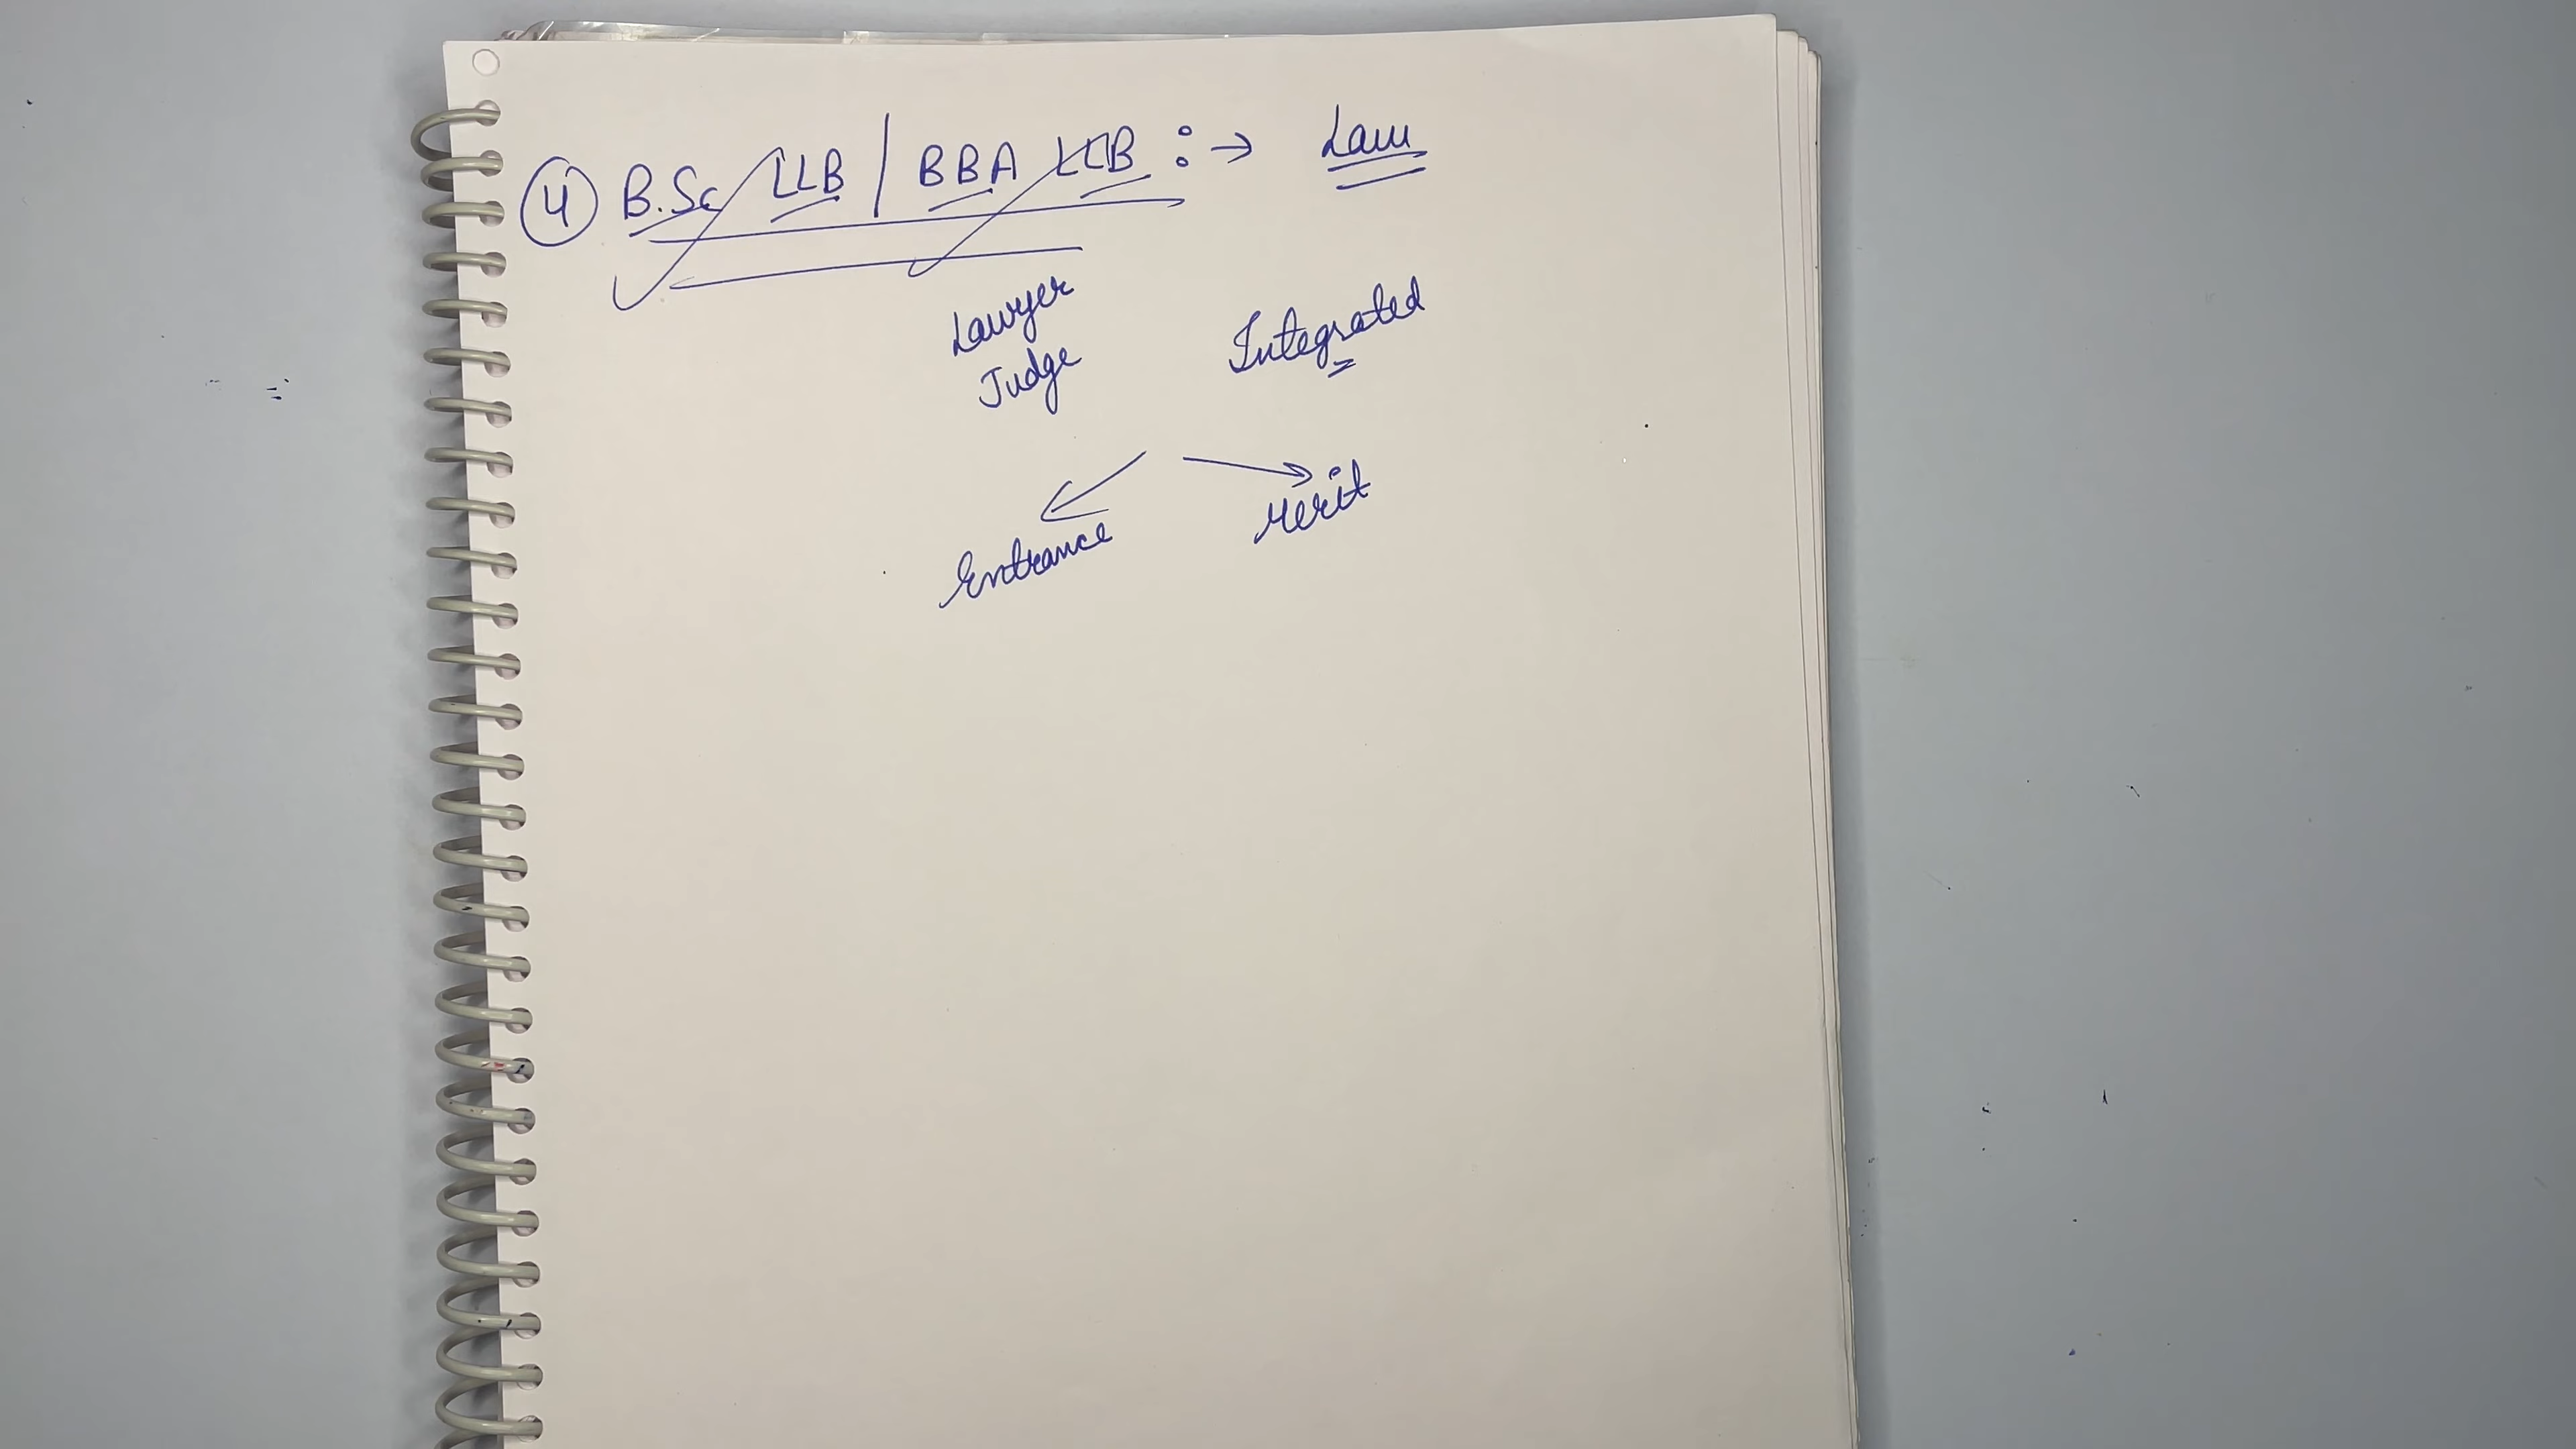 4 B.Sc LLB | BBA LLB :→ Law
Lawyer
Judge
Integrated
Entrance
Merit